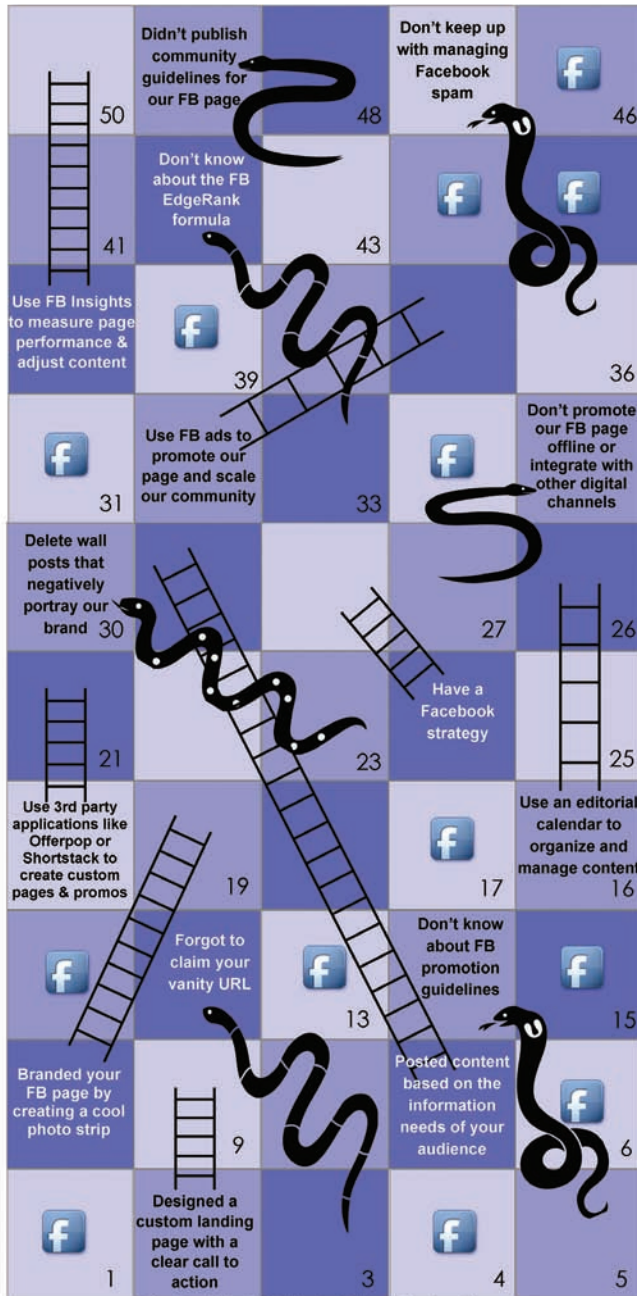 Didn't publish
community
guidelines for
our FB page
Don't keep up
with managing
Facebook
spam
f
50
48
46
Don't know
about the FB
EdgeRank
formula
f
f
41
43
Use FB Insights
to measure page
performance &
adjust content
f
39
36
f
31
Use FB ads to
promote our
page and scale
our community
33
f
Don't promote
our FB page
offline or
integrate with
other digital
channels
Delete wall
posts that
negatively
portray our
brand
30
27
26
21
23
Have a
Facebook
strategy
25
Use 3rd party
applications like
Offerpop or
Shortstack to
create custom
pages & promos
19
f
17
Use an editorial
calendar to
organize and
manage content
16
f
Forgot to
claim your
vanity URL
f
13
Don't know
about FB
promotion
guidelines
f
15
Branded your
FB page by
creating a cool
photo strip
9
Posted content
based on the
information
needs of your
audience
f
6
f
1
Designed a
custom landing
page with a
clear call to
action
3
f
4
5